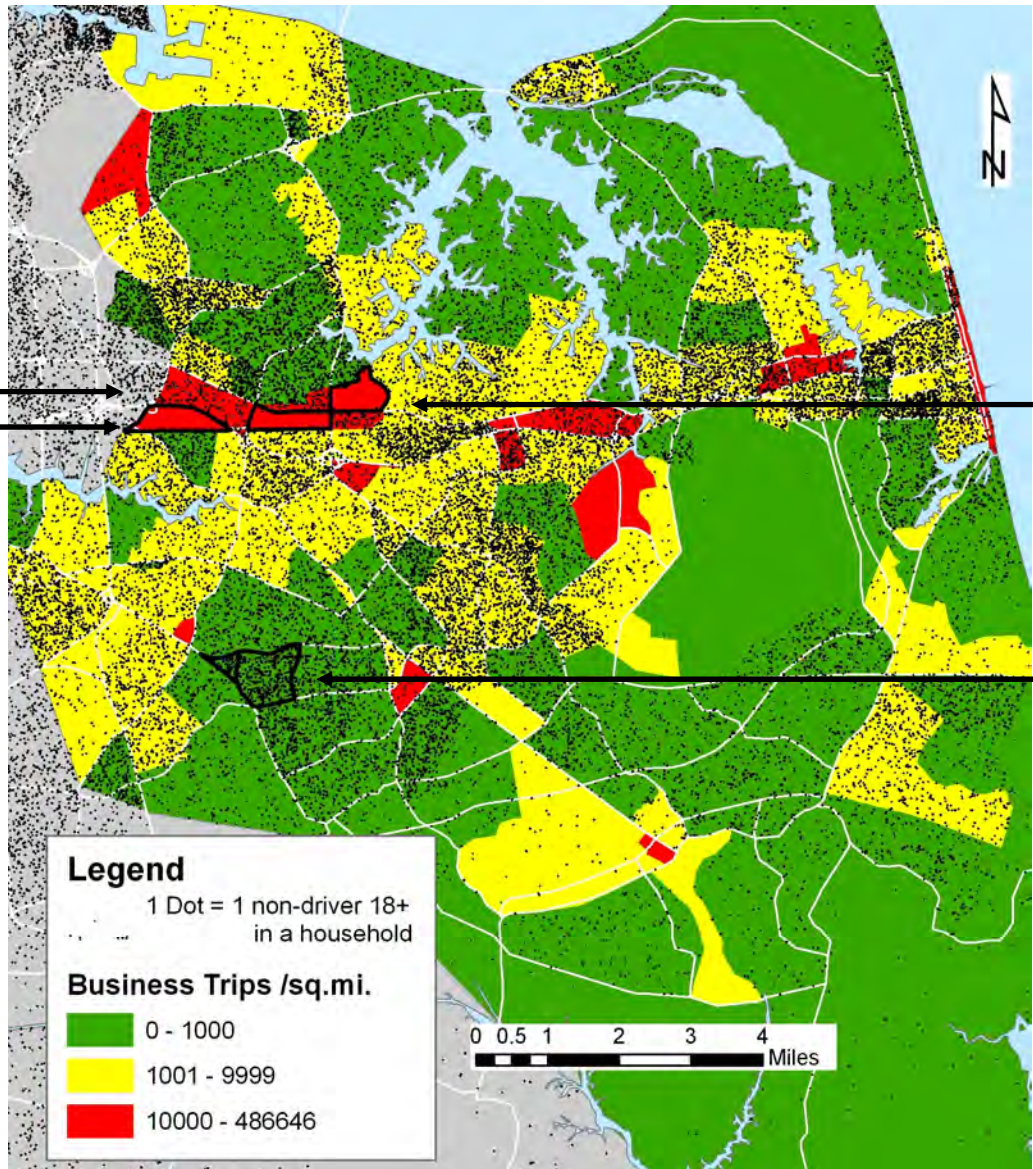 N
Legend
1 Dot = 1 non-driver 18+
in a household
Business Trips /sq.mi.
0 - 1000
1001 - 9999
10000 - 486646
0 0.5 1 2 3 4
Miles